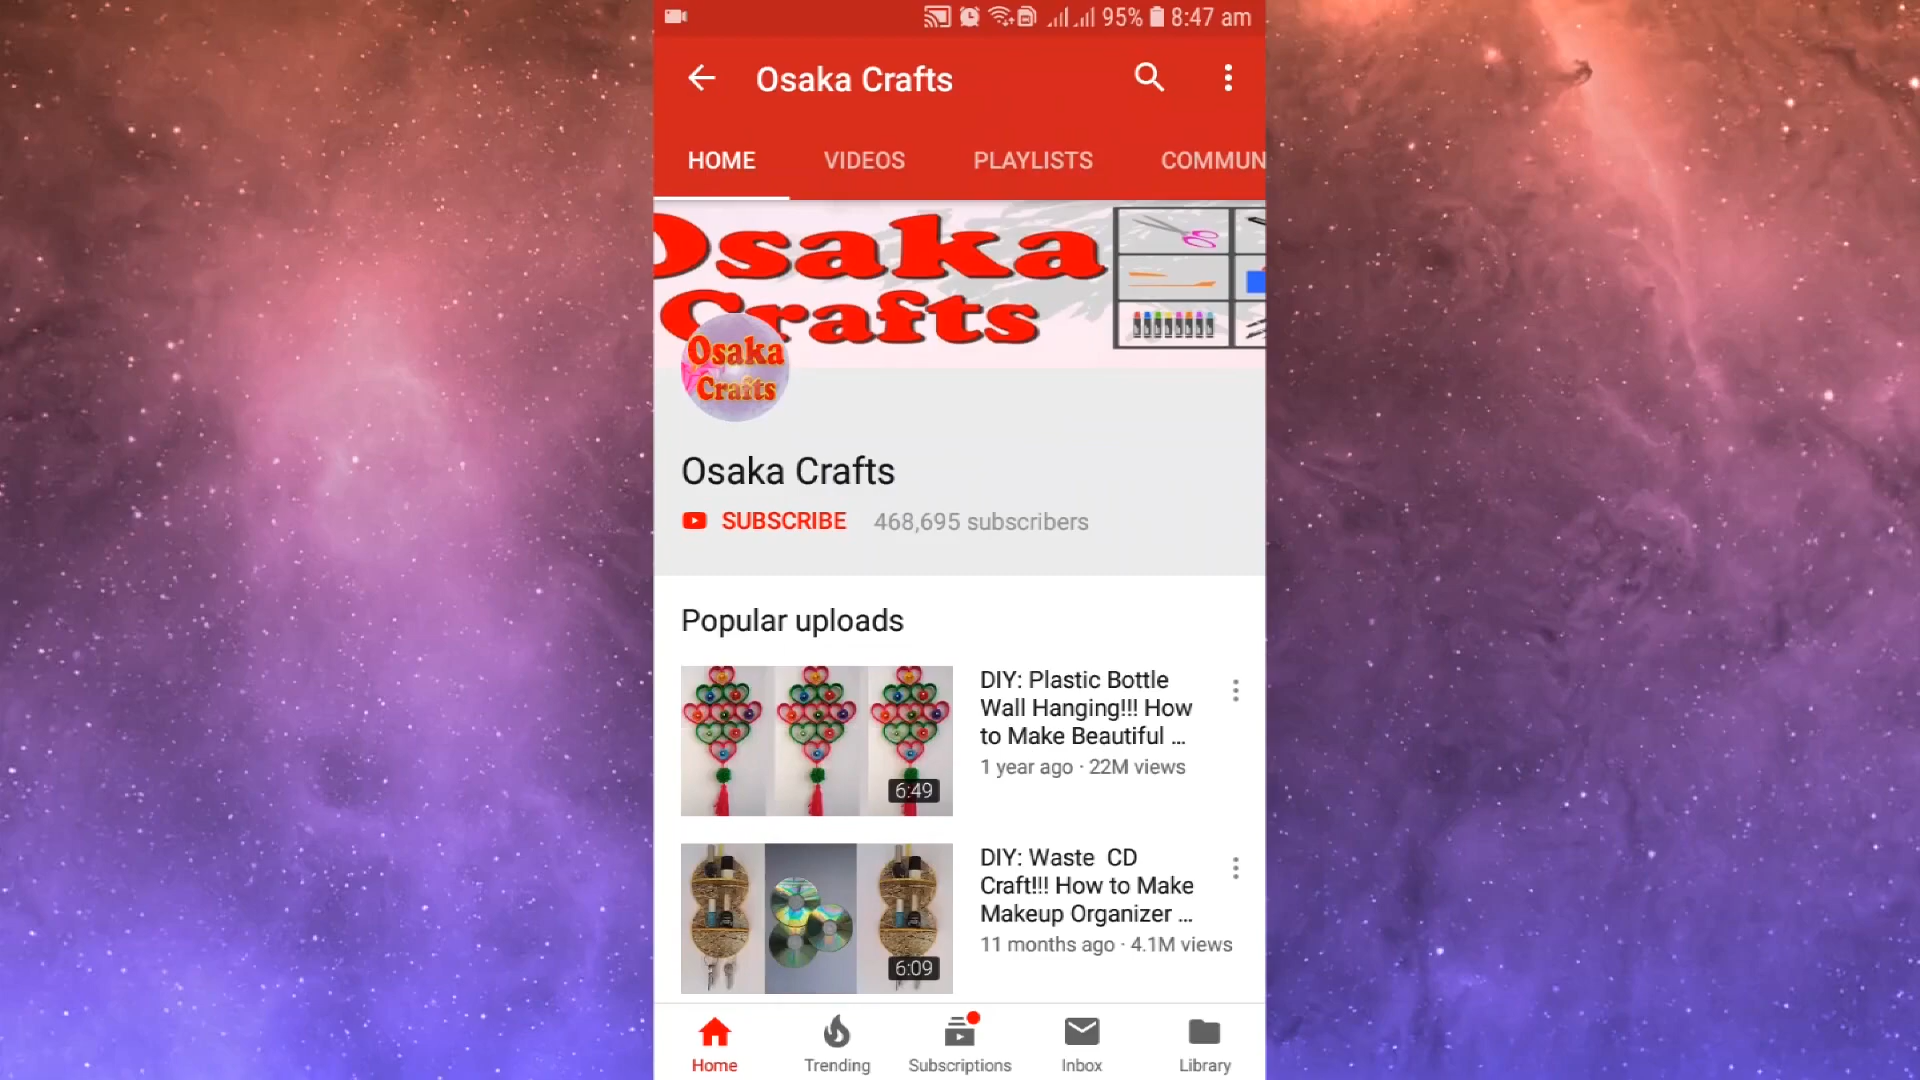 95% 8:47 am
Osaka Crafts
HOME VIDEOS PLAYLISTS COMMUN
Osaka
Crafts
Osaka
Crafts
Osaka Crafts
SUBSCRIBE 468,695 subscribers
Popular uploads
DIY: Plastic Bottle
Wall Hanging!!! How
to Make Beautiful ...
1 year ago · 22M views
6:49
DIY: Waste CD
Craft!!! How to Make
Makeup Organizer ...
11 months ago · 4.1M views
6:09
Home Trending Subscriptions Inbox Library